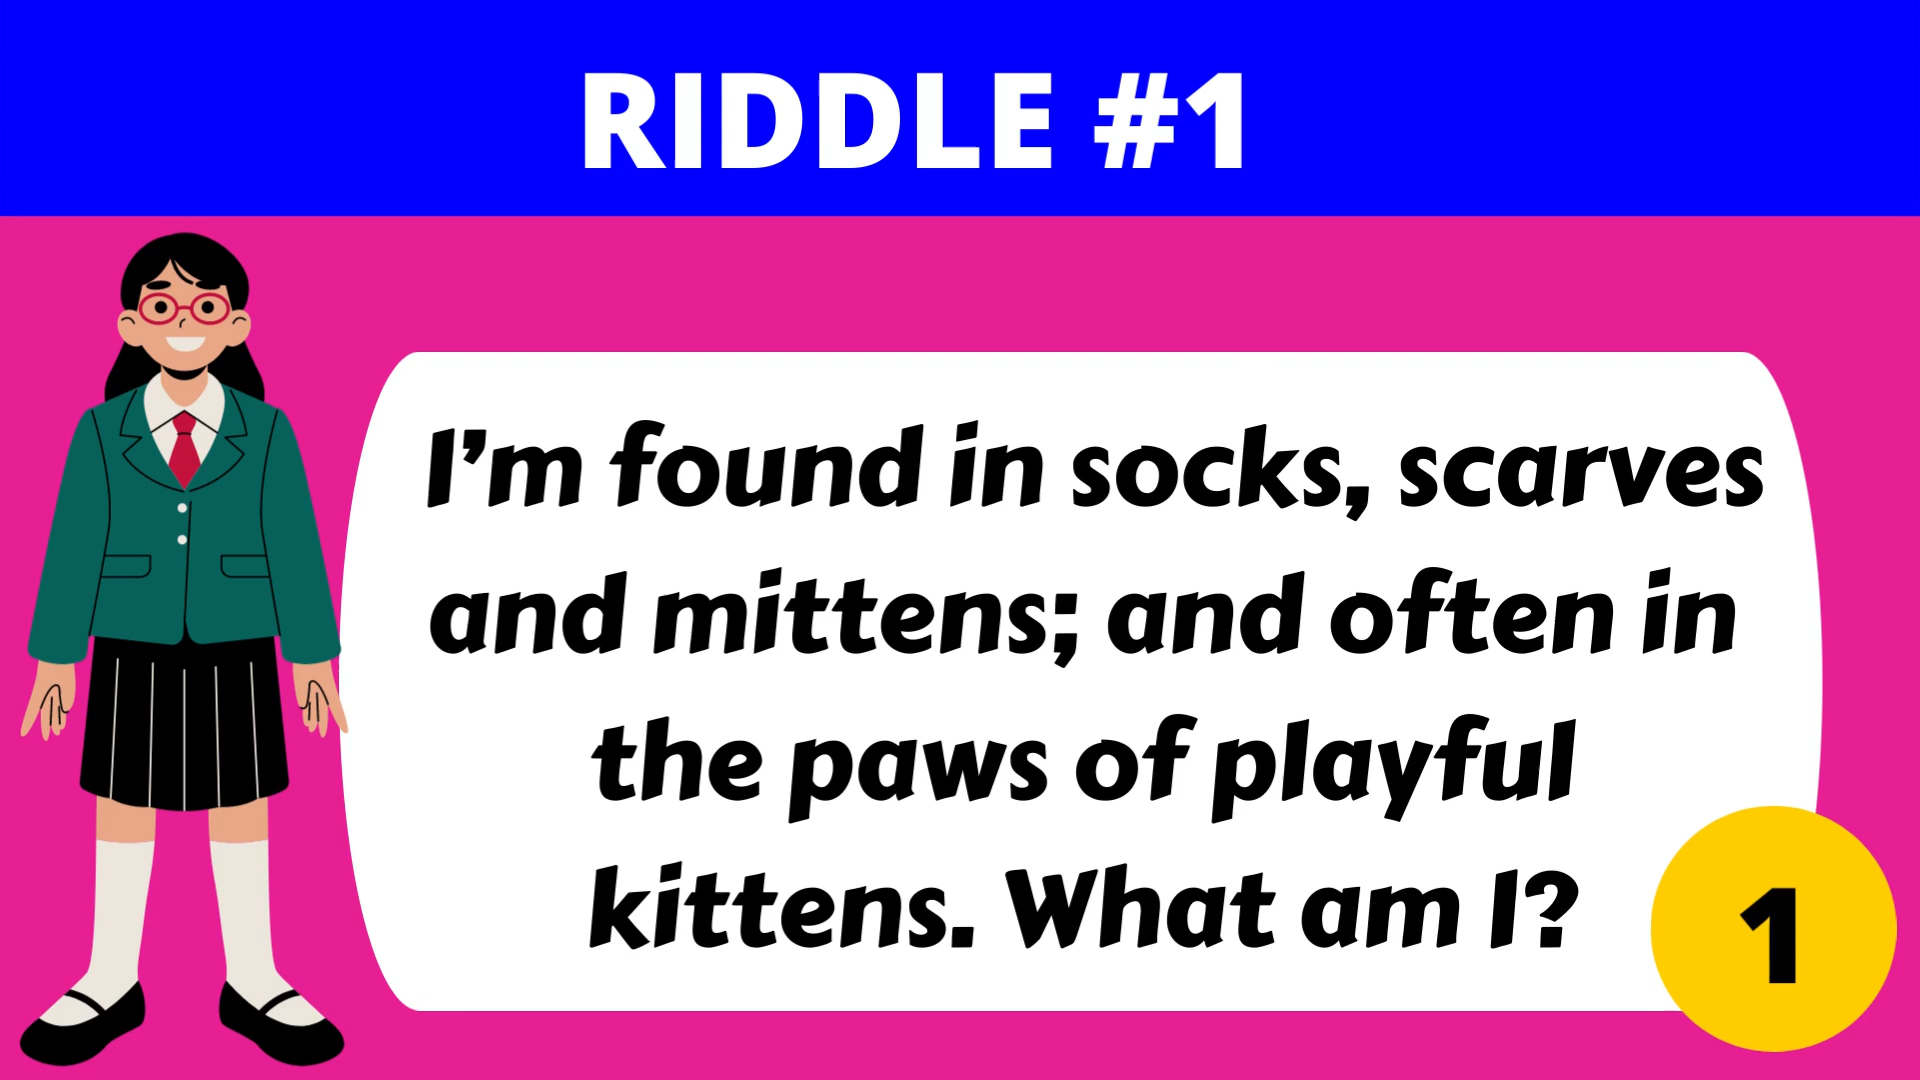 RIDDLE #1
I’m found in socks, scarves
and mittens; and often in
the paws of playful
kittens. What am I?
1